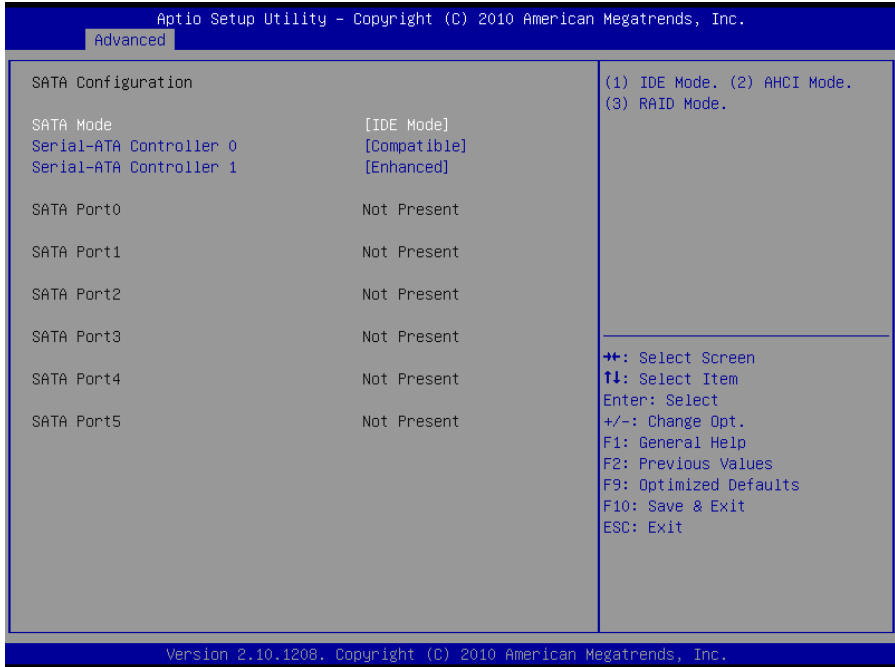 Aptio Setup Utility – Copyright (C) 2010 American Megatrends, Inc.
Advanced
SATA Configuration
SATA Mode [IDE Mode]
Serial-ATA Controller 0 [Compatible]
Serial-ATA Controller 1 [Enhanced]
SATA Port0 Not Present
SATA Port1 Not Present
SATA Port2 Not Present
SATA Port3 Not Present
SATA Port4 Not Present
SATA Port5 Not Present
(1) IDE Mode. (2) AHCI Mode.
(3) RAID Mode.
→←: Select Screen
↑↓: Select Item
Enter: Select
+/-: Change Opt.
F1: General Help
F2: Previous Values
F9: Optimized Defaults
F10: Save & Exit
ESC: Exit
Version 2.10.1208. Copyright (C) 2010 American Megatrends, Inc.